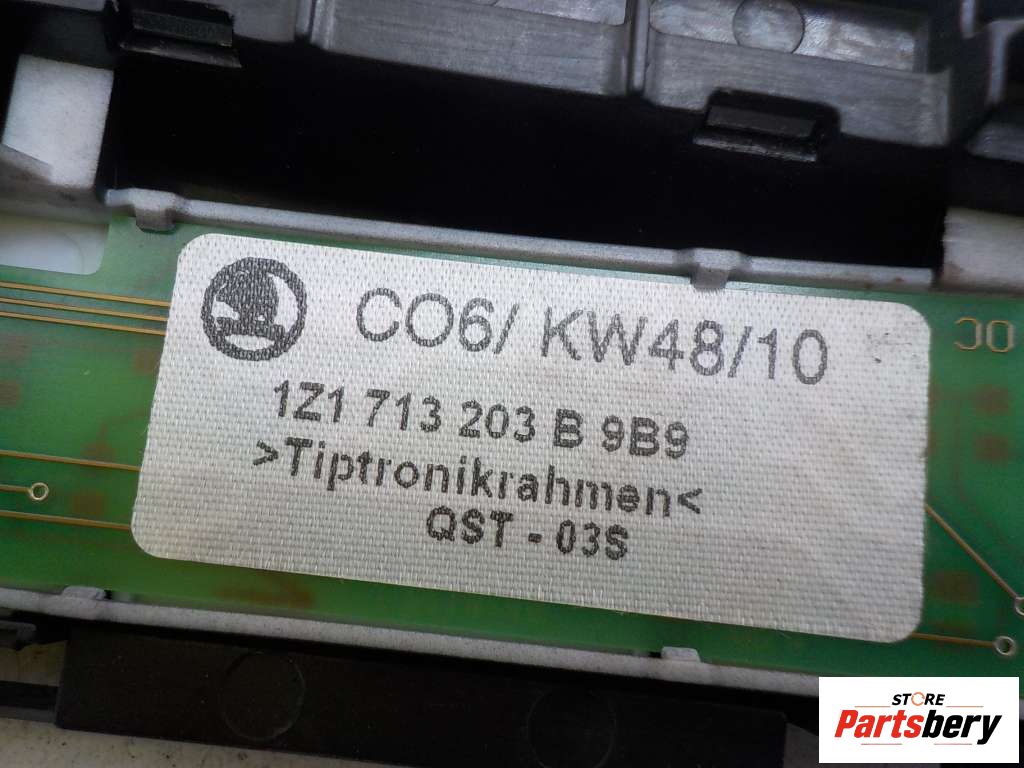 CO6/ KW48/10
1Z1 713 203 B 9B9
>Tiptronikrahmen<
QST - 03S
STORE
Partsbery